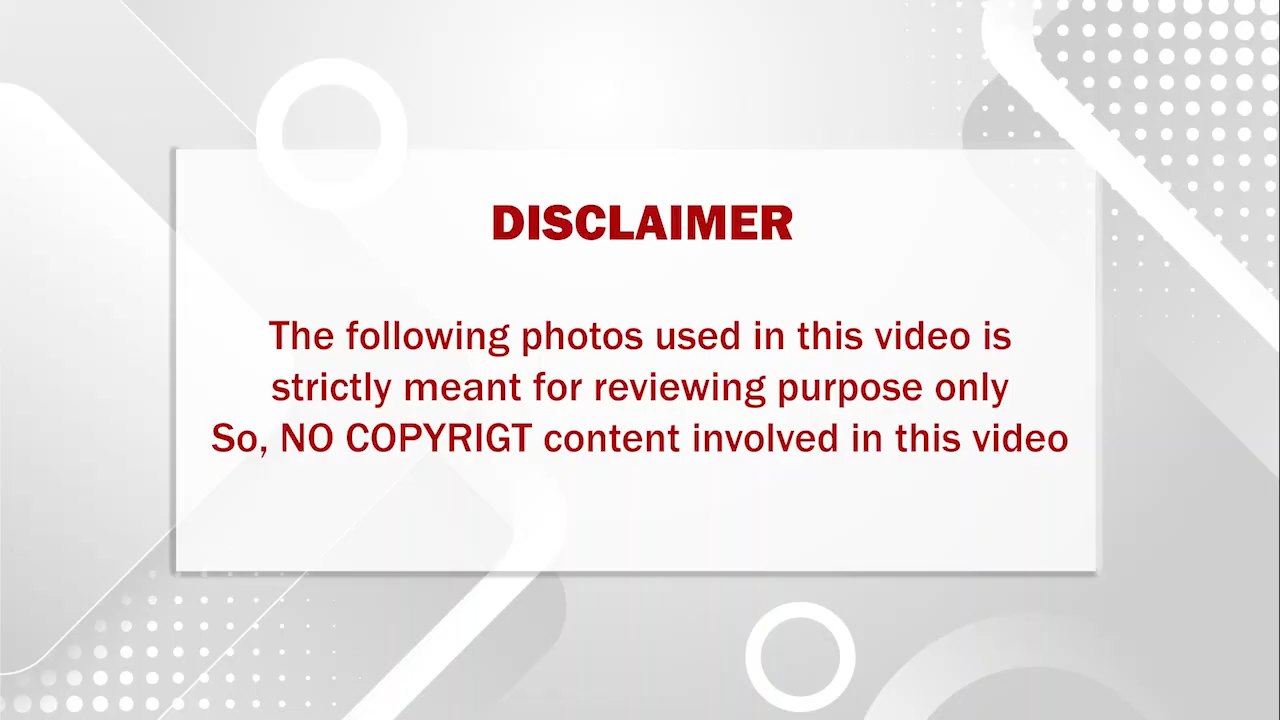 DISCLAIMER
The following photos used in this video is
strictly meant for reviewing purpose only
So, NO COPYRIGT content involved in this video